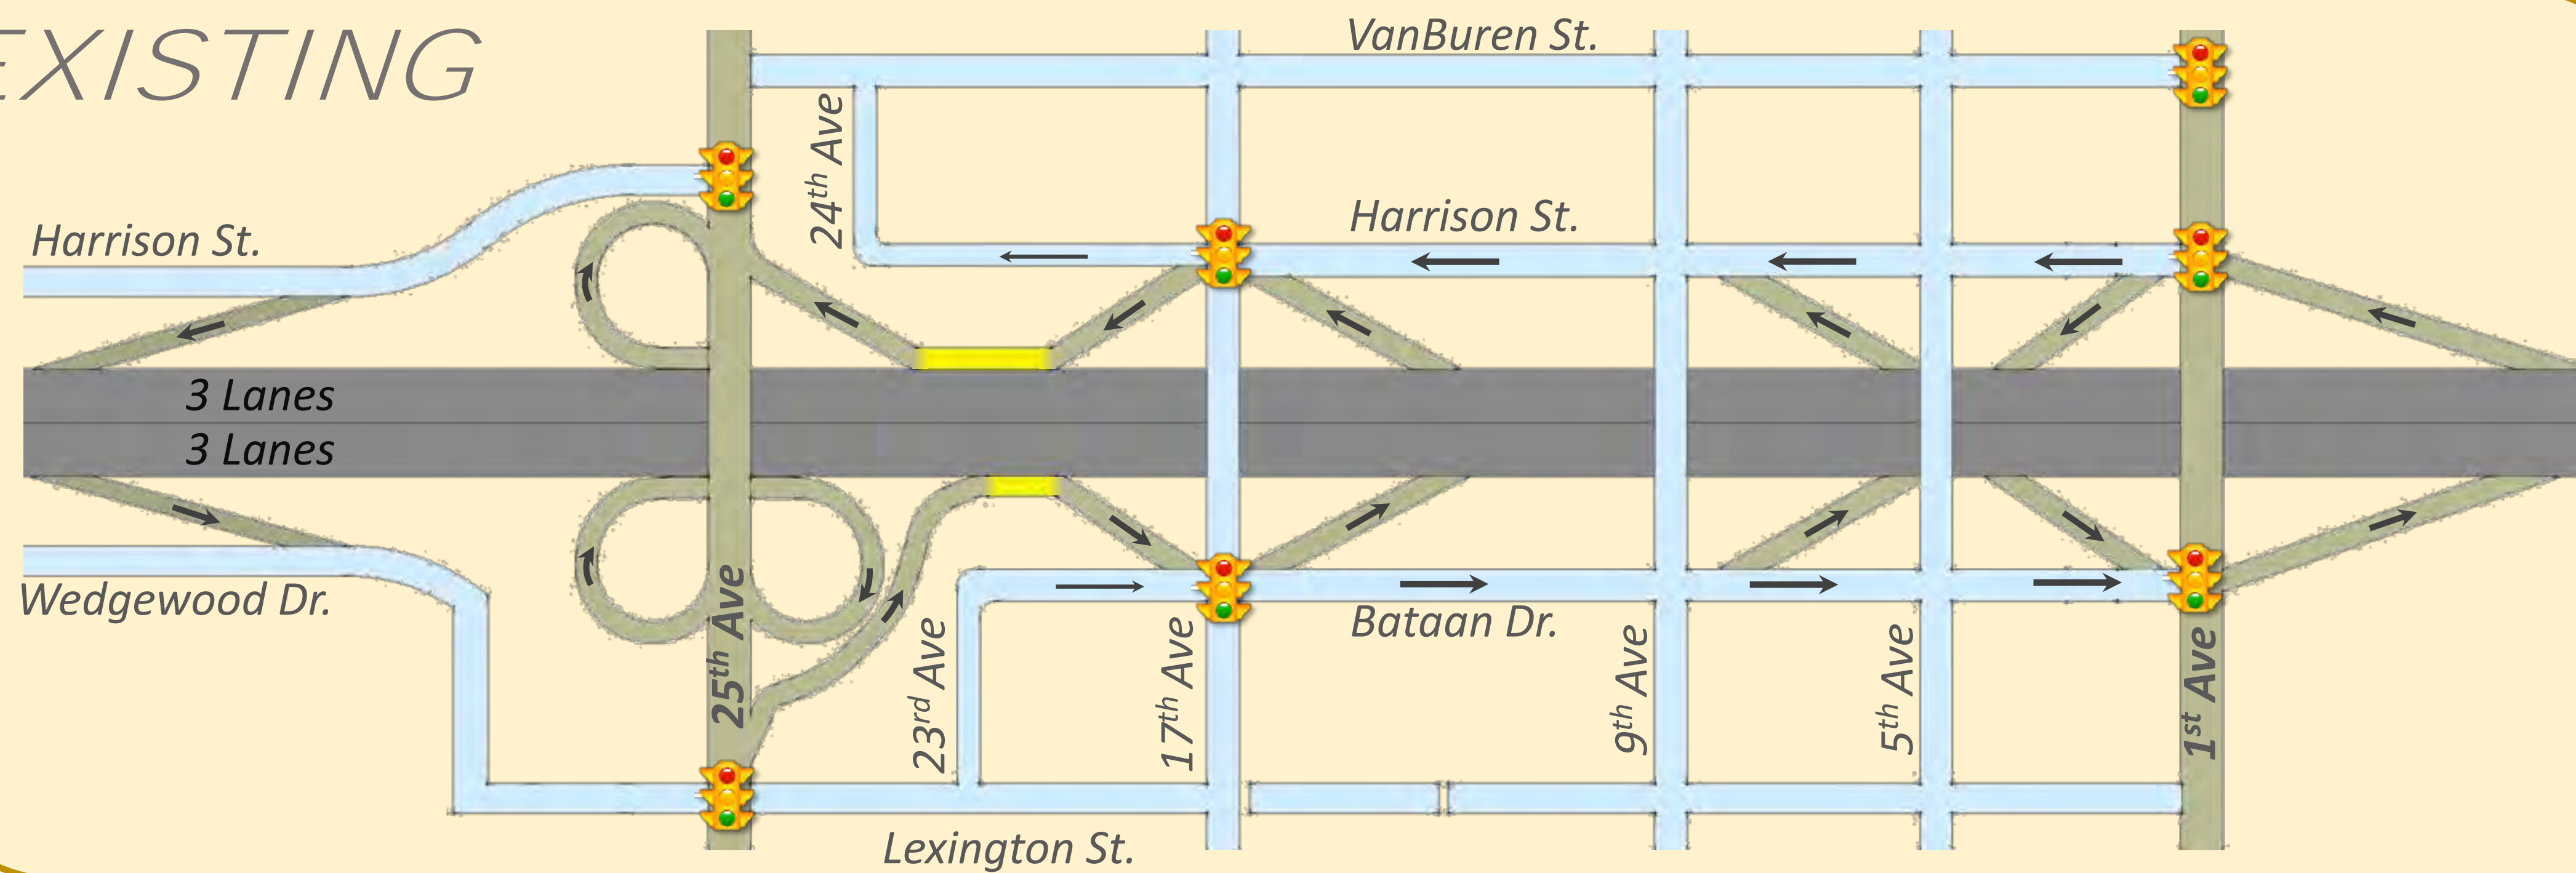 EXISTING
VanBuren St.
24th Ave
Harrison St.
Harrison St.
3 Lanes
3 Lanes
Wedgewood Dr.
25th Ave
23rd Ave
17th Ave
Bataan Dr.
9th Ave
5th Ave
1st Ave
Lexington St.